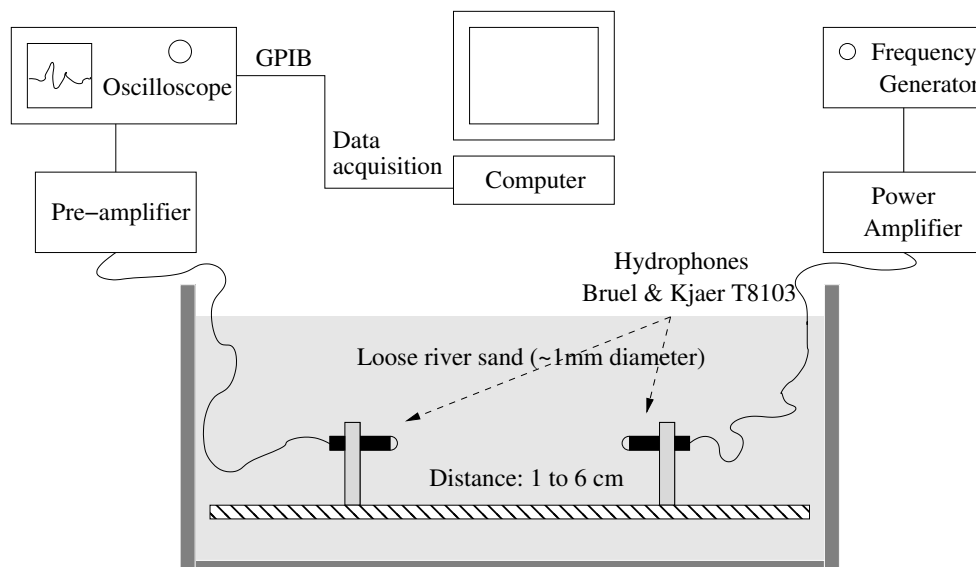 Oscilloscope
GPIB
Data
acquisition
Computer
Frequency
Generator
Pre−amplifier
Power
Amplifier
Hydrophones
Bruel & Kjaer T8103
Loose river sand (~1mm diameter)
Distance: 1 to 6 cm